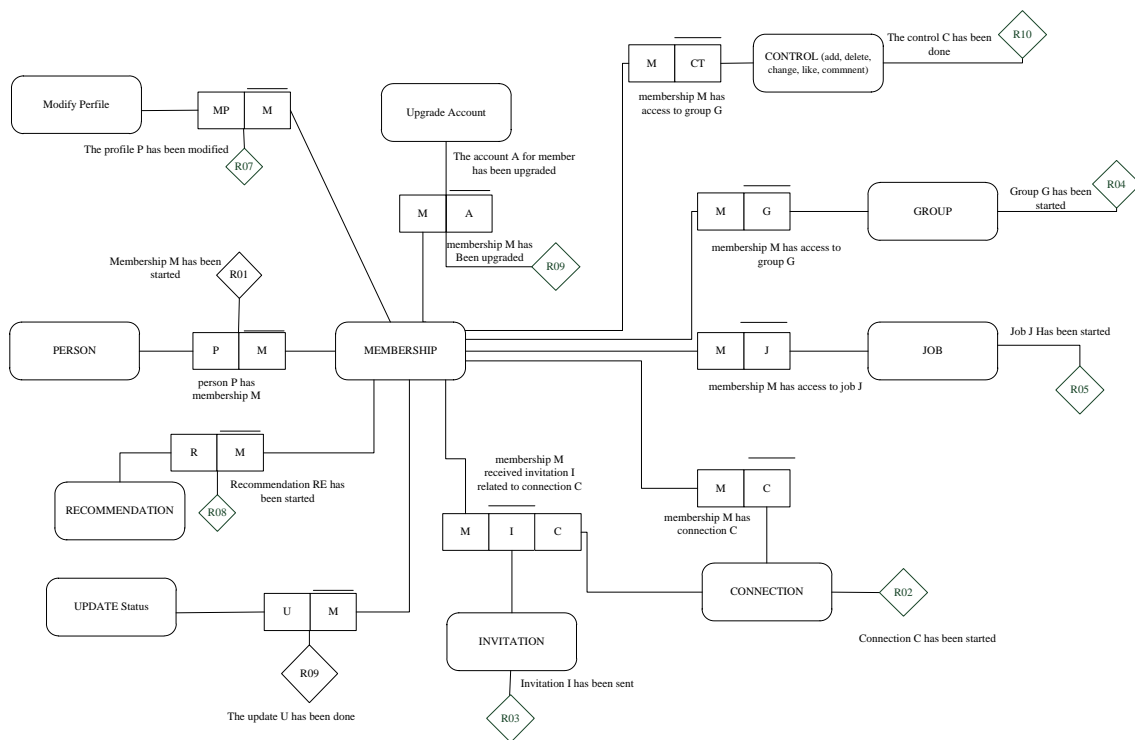 The control C has been
done
R10
M
CT
CONTROL (add, delete,
change, like, commnent)
membership M has
access to group G
Modify Perfile
MP
M
The profile P has been modified
R07
Upgrade Account
The account A for member
has been upgraded
M
A
membership M has
Been upgraded
R09
Group G has been
started
R04
M
G
GROUP
membership M has access to
group G
Membership M has been
started
R01
PERSON
P
M
person P has
membership M
MEMBERSHIP
M
J
JOB
membership M has access to job J
Job J Has been started
R05
R
M
Recommendation RE has
been started
RECOMMENDATION
R08
membership M
received invitation I
related to connection C
M
I
C
M
C
membership M has
connection C
CONNECTION
R02
Connection C has been started
UPDATE Status
U
M
R09
The update U has been done
INVITATION
Invitation I has been sent
R03